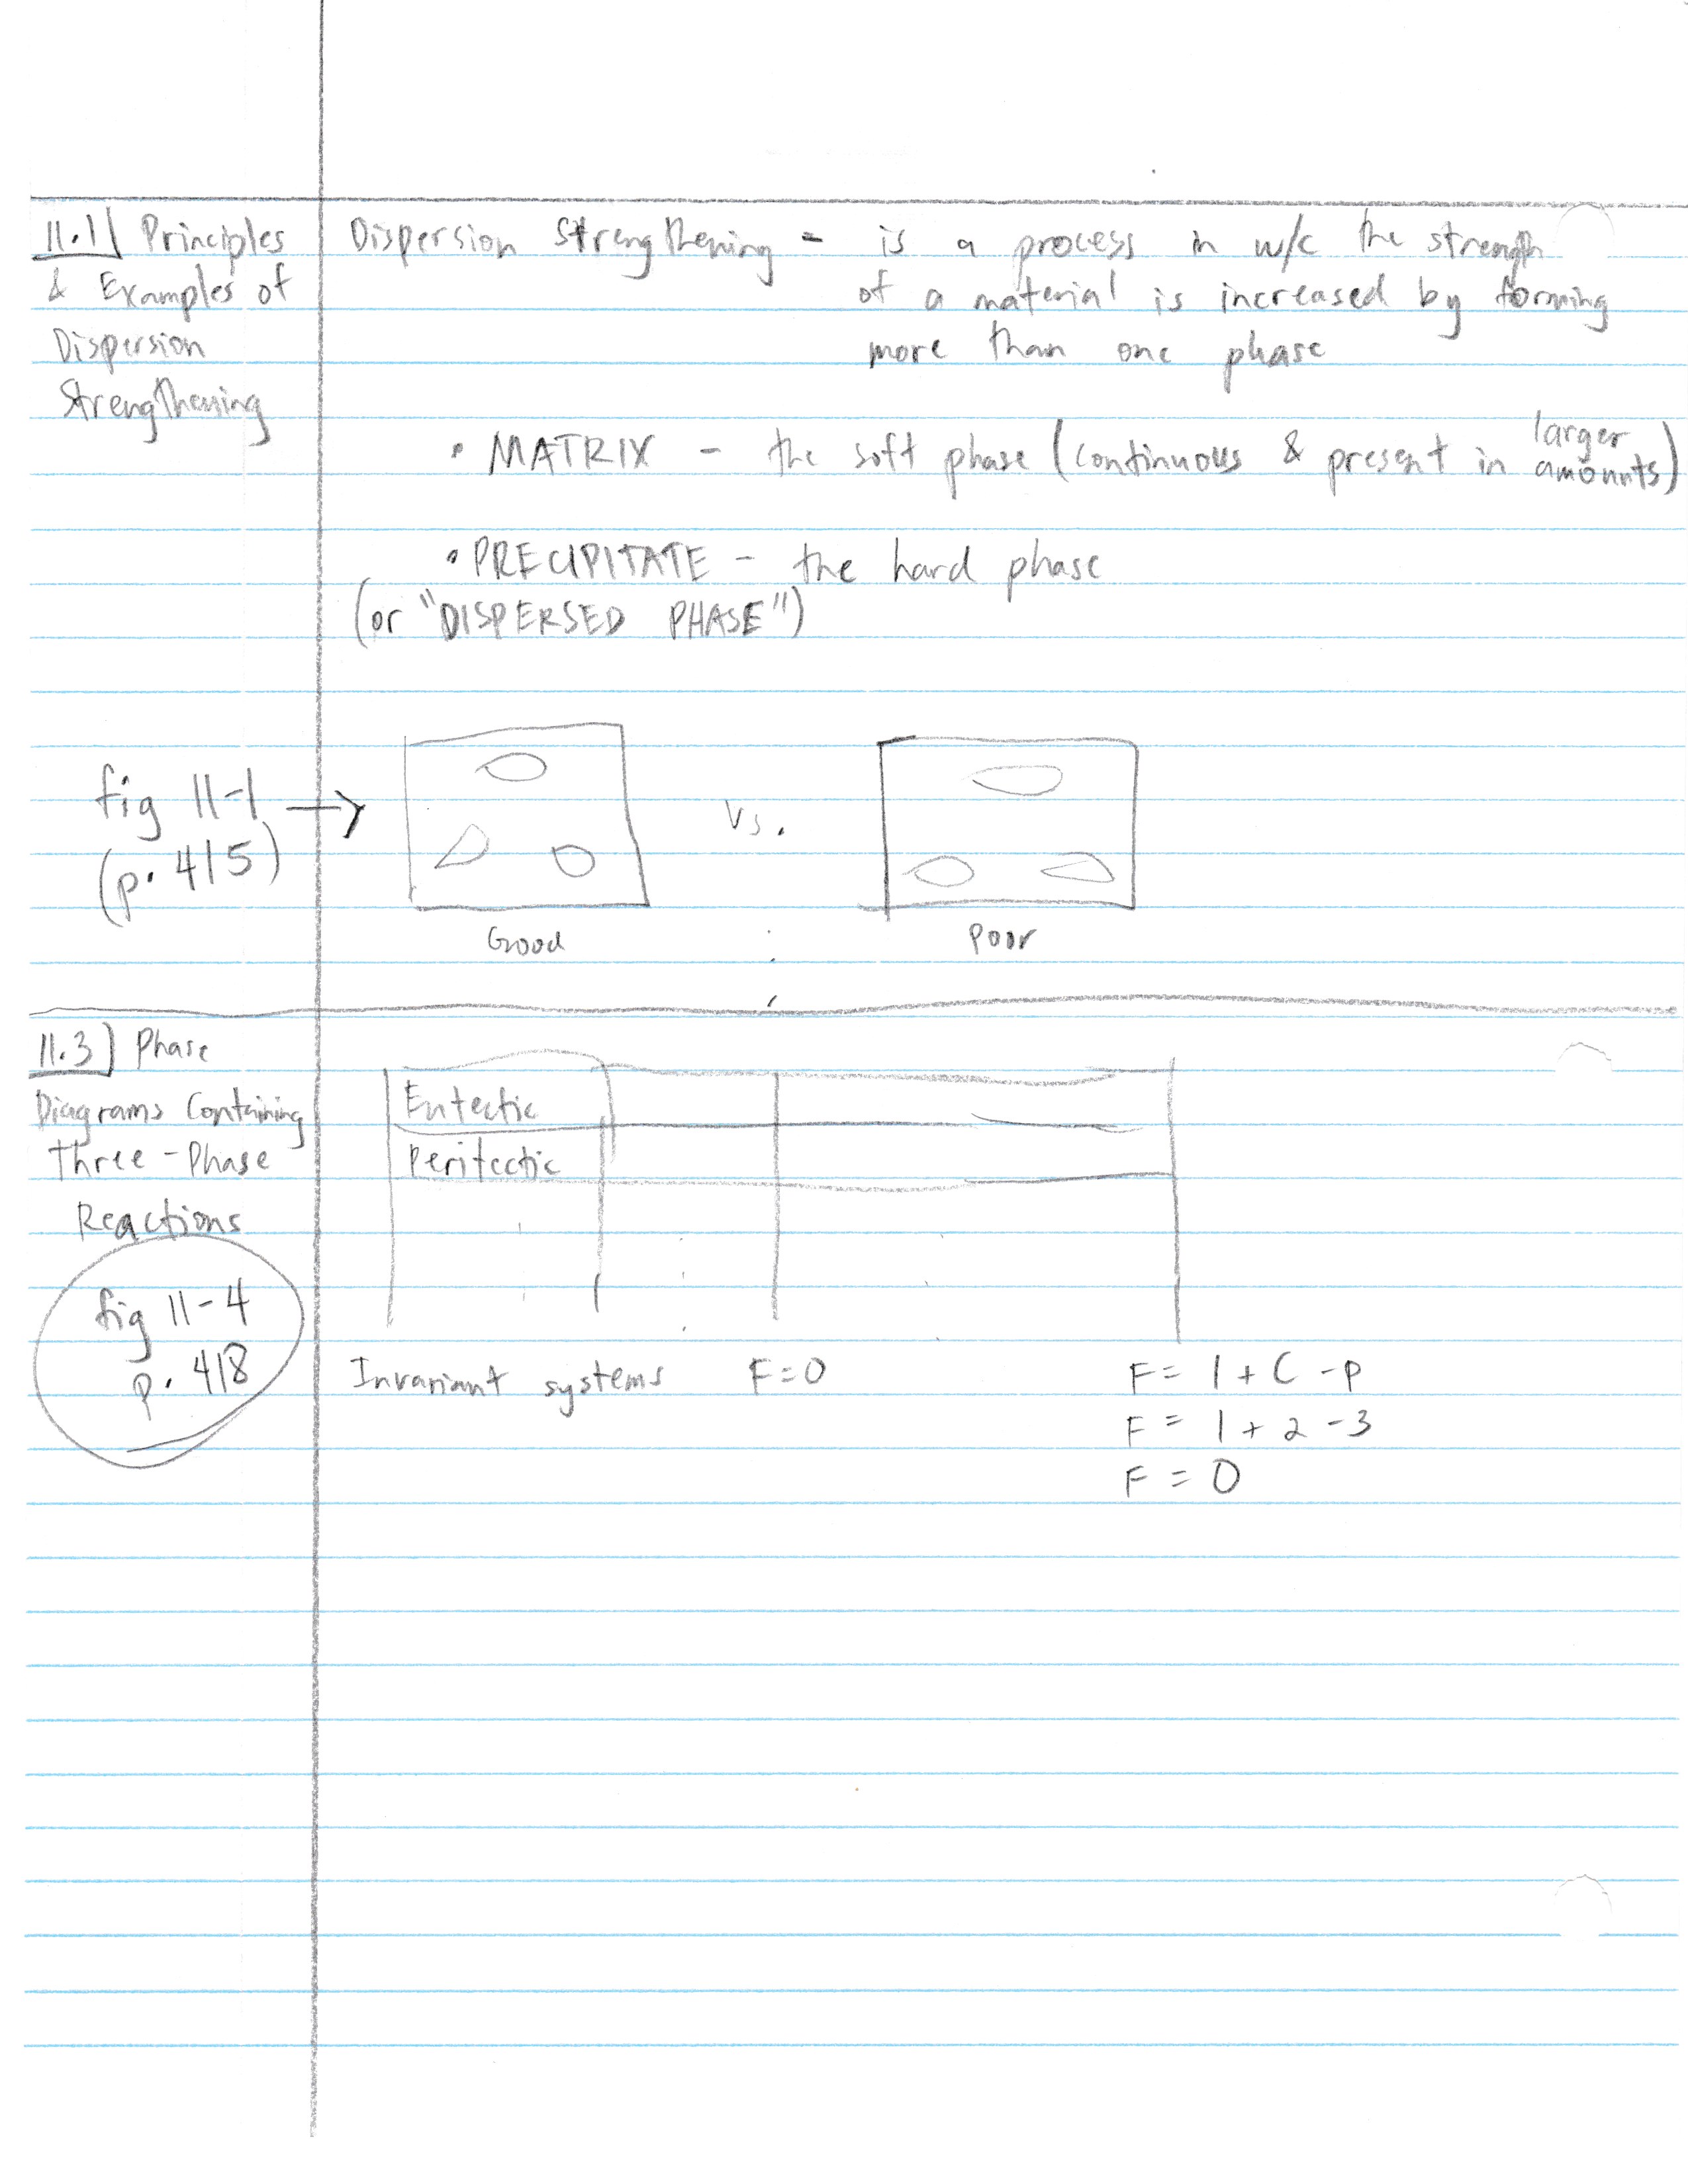 11.1 Principles
& Examples of
Dispersion
Strengthening
Dispersion Strengthening - is a process in w/c the strength
of a material is increased by forming
more than one phase
• MATRIX - the soft phase (continuous & present in larger
amounts)
• PRECIPITATE - the hard phase
(or "DISPERSED PHASE")
fig 11-1 →
(p. 415)
vs.
Good
Poor
11.3 Phase
Diagrams Containing
Three-Phase
Reactions
Eutectic
Peritectic
fig 11-4
p. 418
Invariant systems F=0
F = 1 + C - P
F = 1 + 2 - 3
F = 0